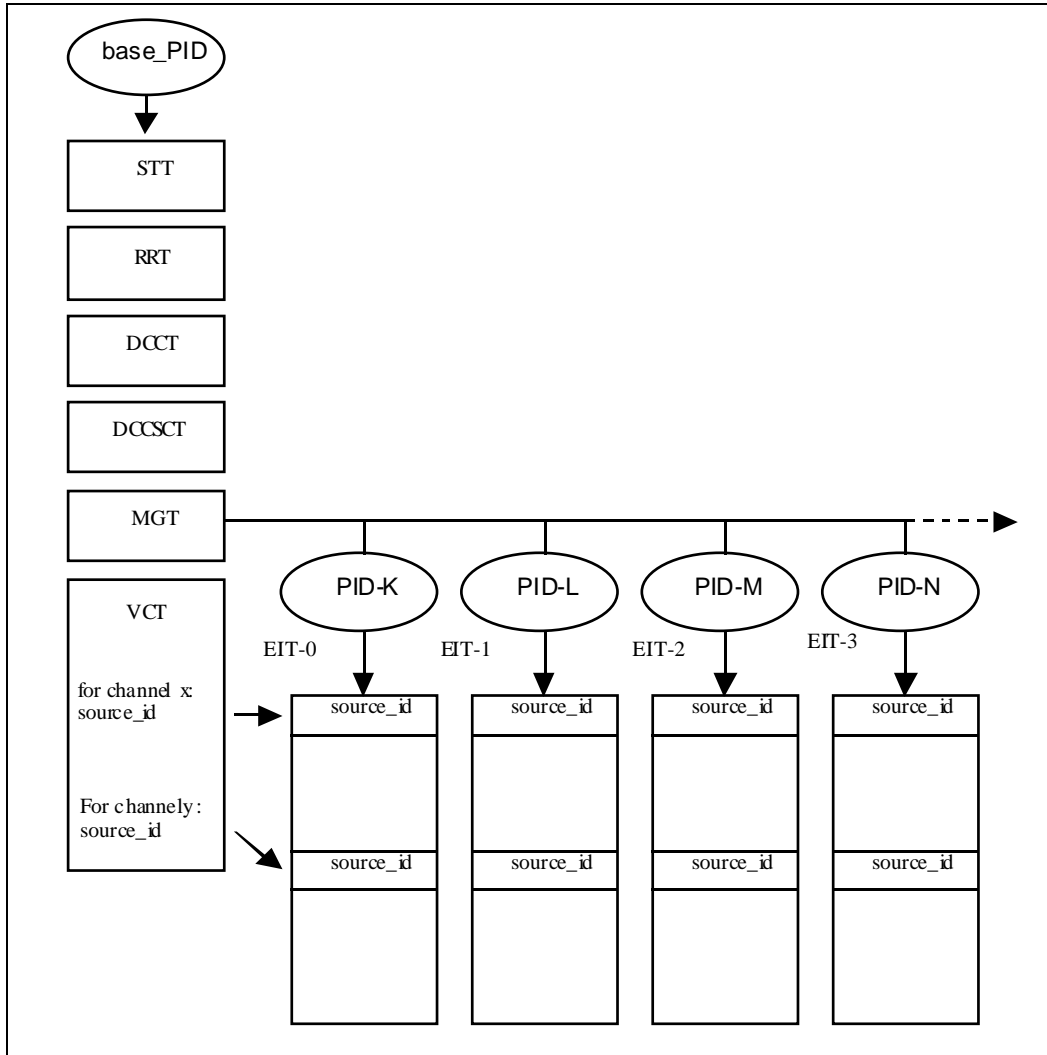 base_PID
STT
RRT
DCCT
DCCSCT
MGT
PID-K
PID-L
PID-M
PID-N
VCT
EIT-0
EIT-1
EIT-2
EIT-3
for channel x:
source_id
source_id
source_id
source_id
source_id
For channely:
source_id
source_id
source_id
source_id
source_id